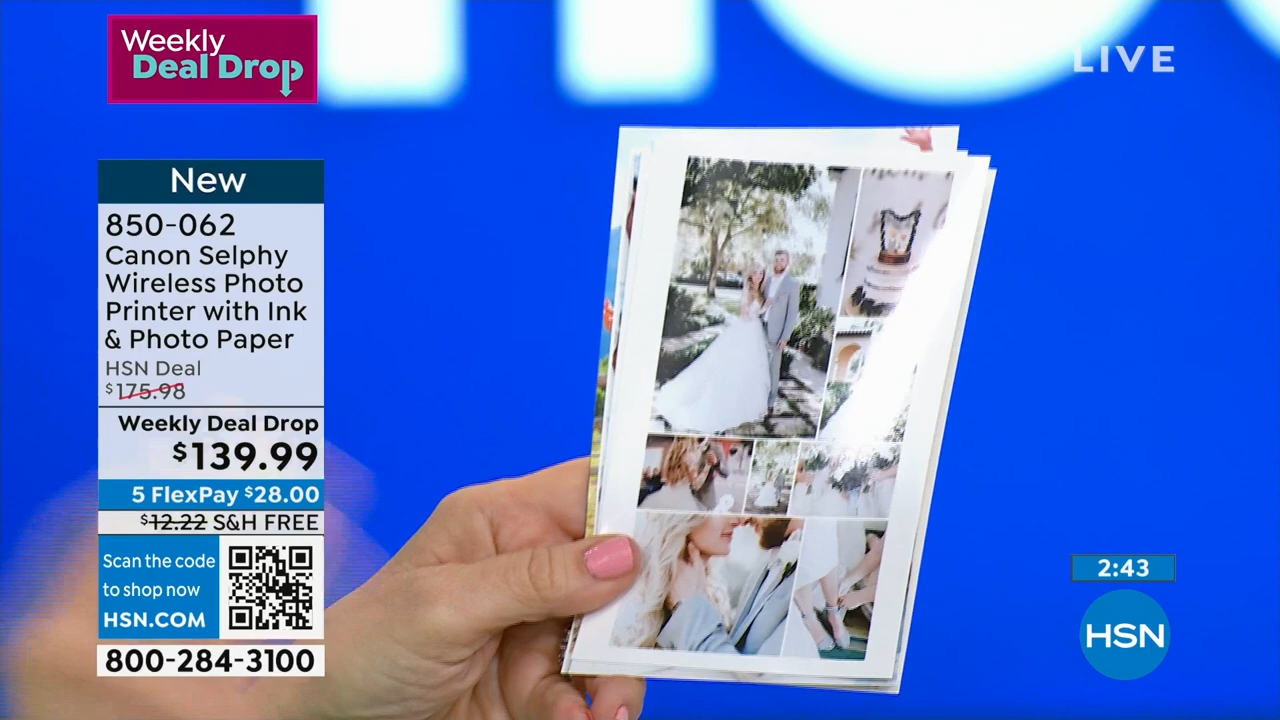 Weekly
Deal Drop
LIVE
New
850-062
Canon Selphy
Wireless Photo
Printer with Ink
& Photo Paper
HSN Deal
$175.98
Weekly Deal Drop
$139.99
5 FlexPay $28.00
$12.22 S&H FREE
Scan the code
to shop now
HSN.COM
800-284-3100
2:43
HSN